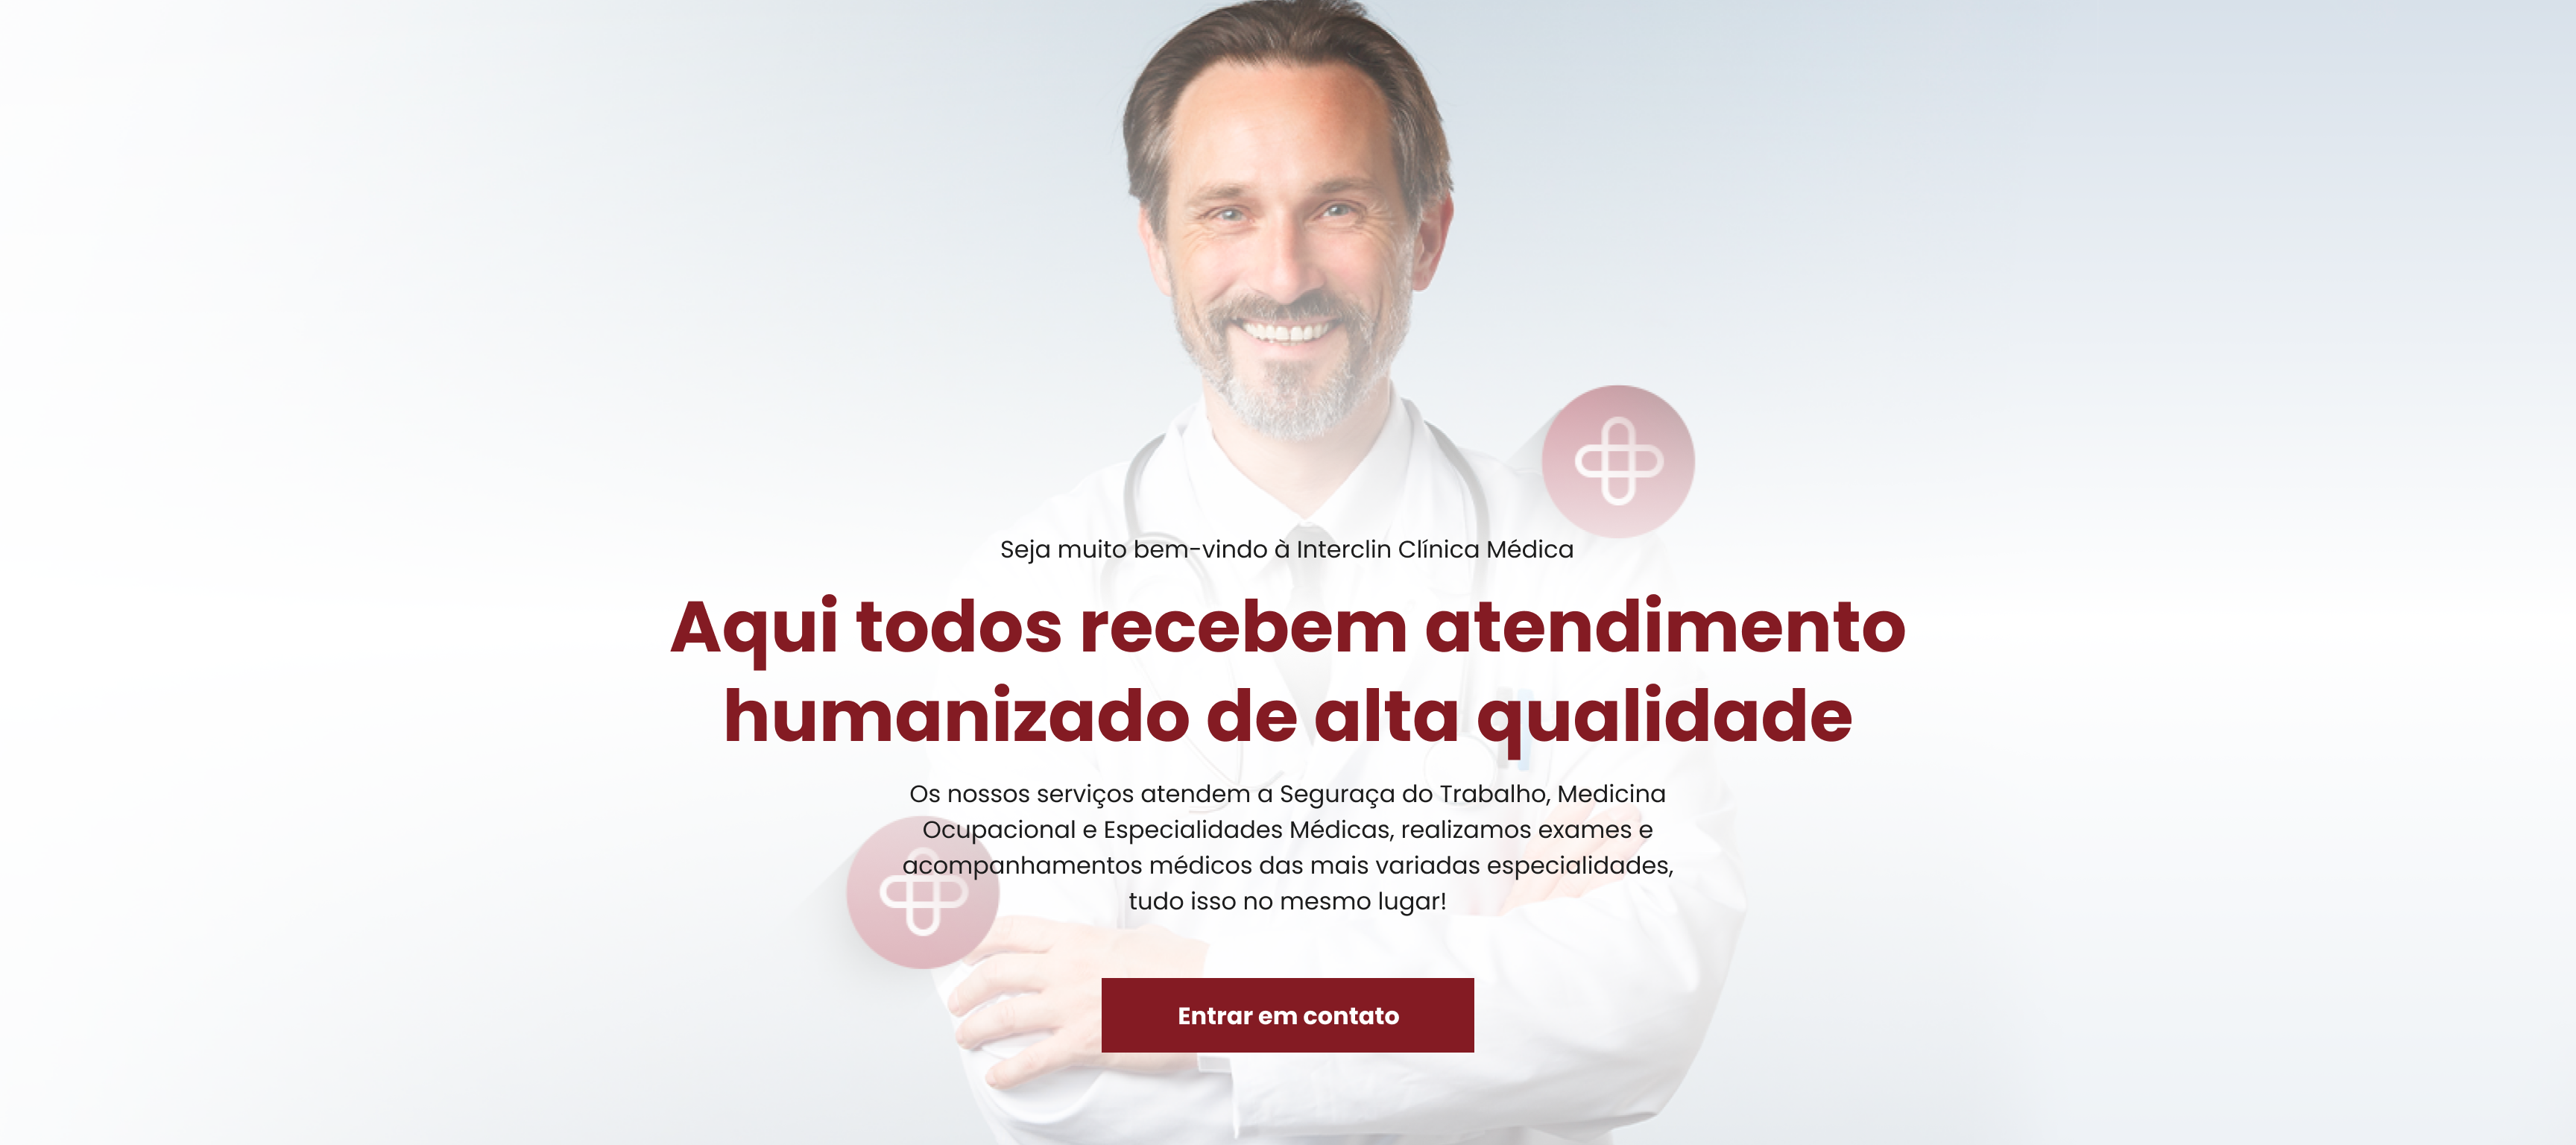 Seja muito bem-vindo à Interclin Clínica Médica
Aqui todos recebem atendimento
humanizado de alta qualidade
Os nossos serviços atendem a Seguraça do Trabalho, Medicina
Ocupacional e Especialidades Médicas, realizamos exames e
acompanhamentos médicos das mais variadas especialidades,
tudo isso no mesmo lugar!
Entrar em contato